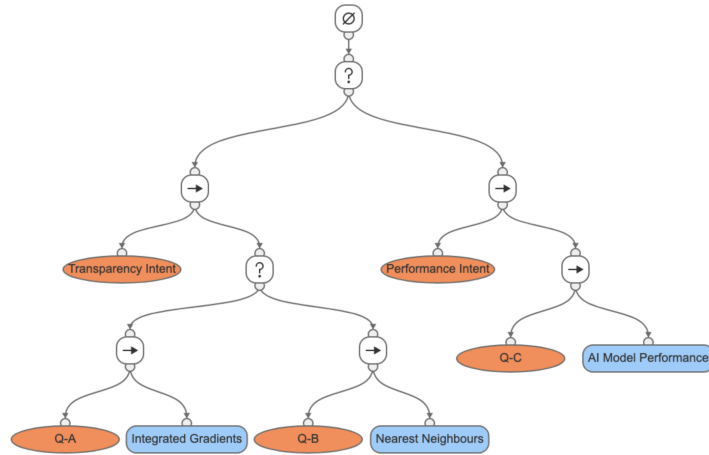 ∅
?
→
→
Transparency Intent
?
Performance Intent
→
→
→
Q-C
AI Model Performance
Q-A
Integrated Gradients
Q-B
Nearest Neighbours